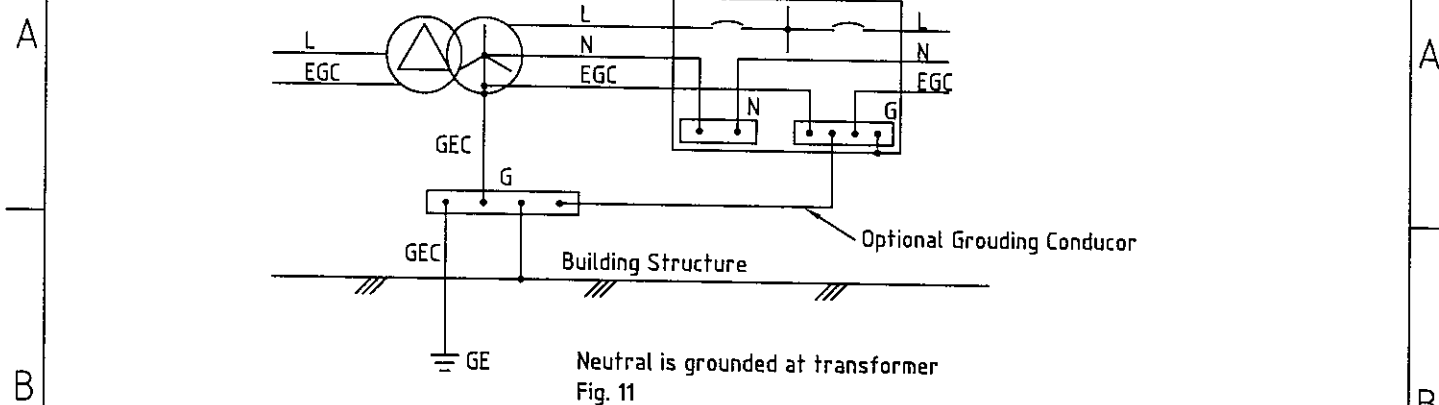 A
A
L
L
L
N
N
EGC
EGC
EGC
N
G
GEC
G
Optional Grouding Conducor
GEC
Building Structure
GE
Neutral is grounded at transformer
Fig. 11
B
B